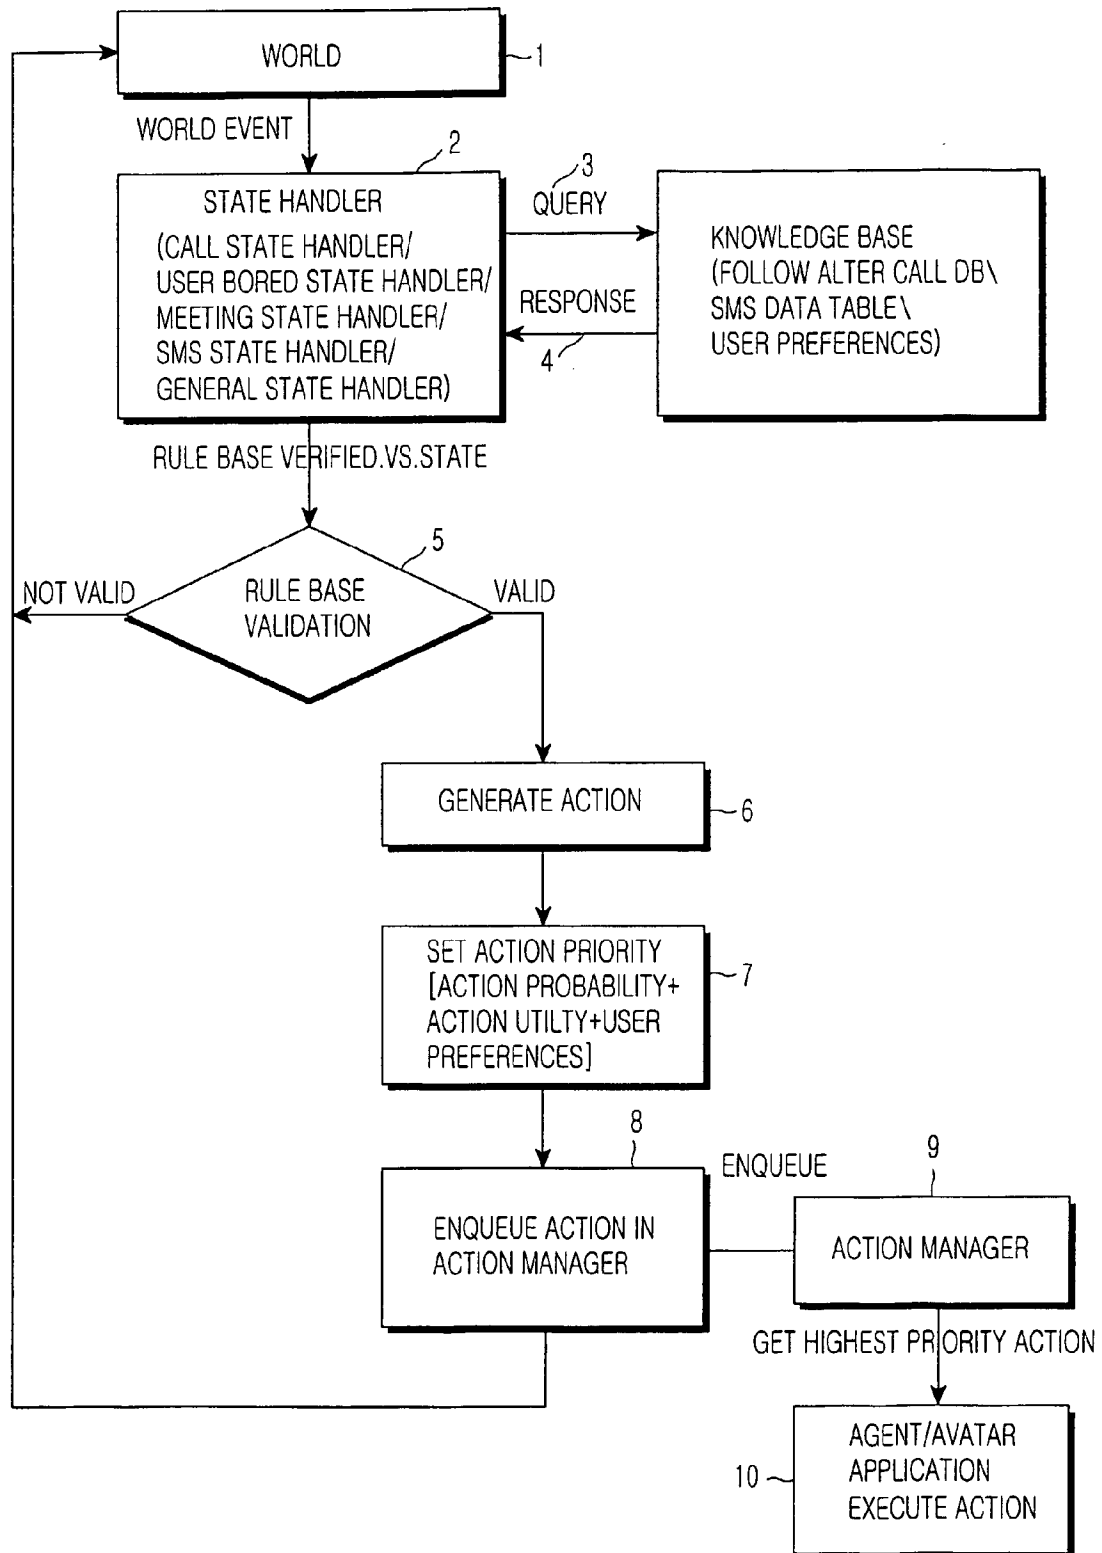 WORLD
1
WORLD EVENT
2
STATE HANDLER
(CALL STATE HANDLER/
USER BORED STATE HANDLER/
MEETING STATE HANDLER/
SMS STATE HANDLER/
GENERAL STATE HANDLER)
3
QUERY
RESPONSE
4
KNOWLEDGE BASE
(FOLLOW ALTER CALL DB\
SMS DATA TABLE\
USER PREFERENCES)
RULE BASE VERIFIED.VS.STATE
5
NOT VALID
RULE BASE
VALIDATION
VALID
GENERATE ACTION
6
SET ACTION PRIORITY
[ACTION PROBABILITY+
ACTION UTILTY+USER
PREFERENCES]
7
8
ENQUEUE ACTION IN
ACTION MANAGER
ENQUEUE
9
ACTION MANAGER
GET HIGHEST PRIORITY ACTION
10
AGENT/AVATAR
APPLICATION
EXECUTE ACTION